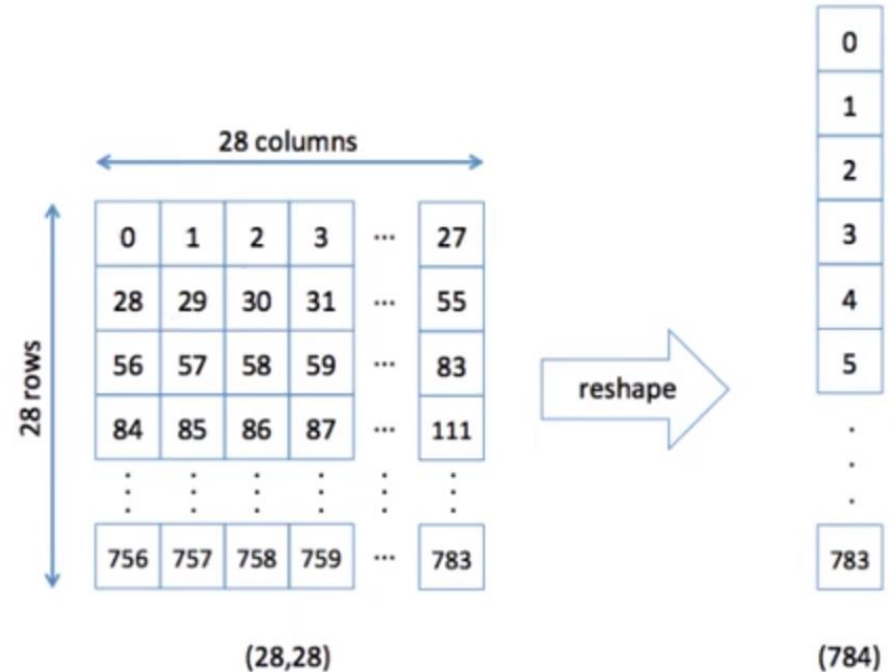 28 columns
28 rows
0 1 2 3 ... 27
28 29 30 31 ... 55
56 57 58 59 ... 83
84 85 86 87 ... 111
756 757 758 759 ... 783
(28,28)
reshape
0
1
2
3
4
5
.
.
.
783
(784)